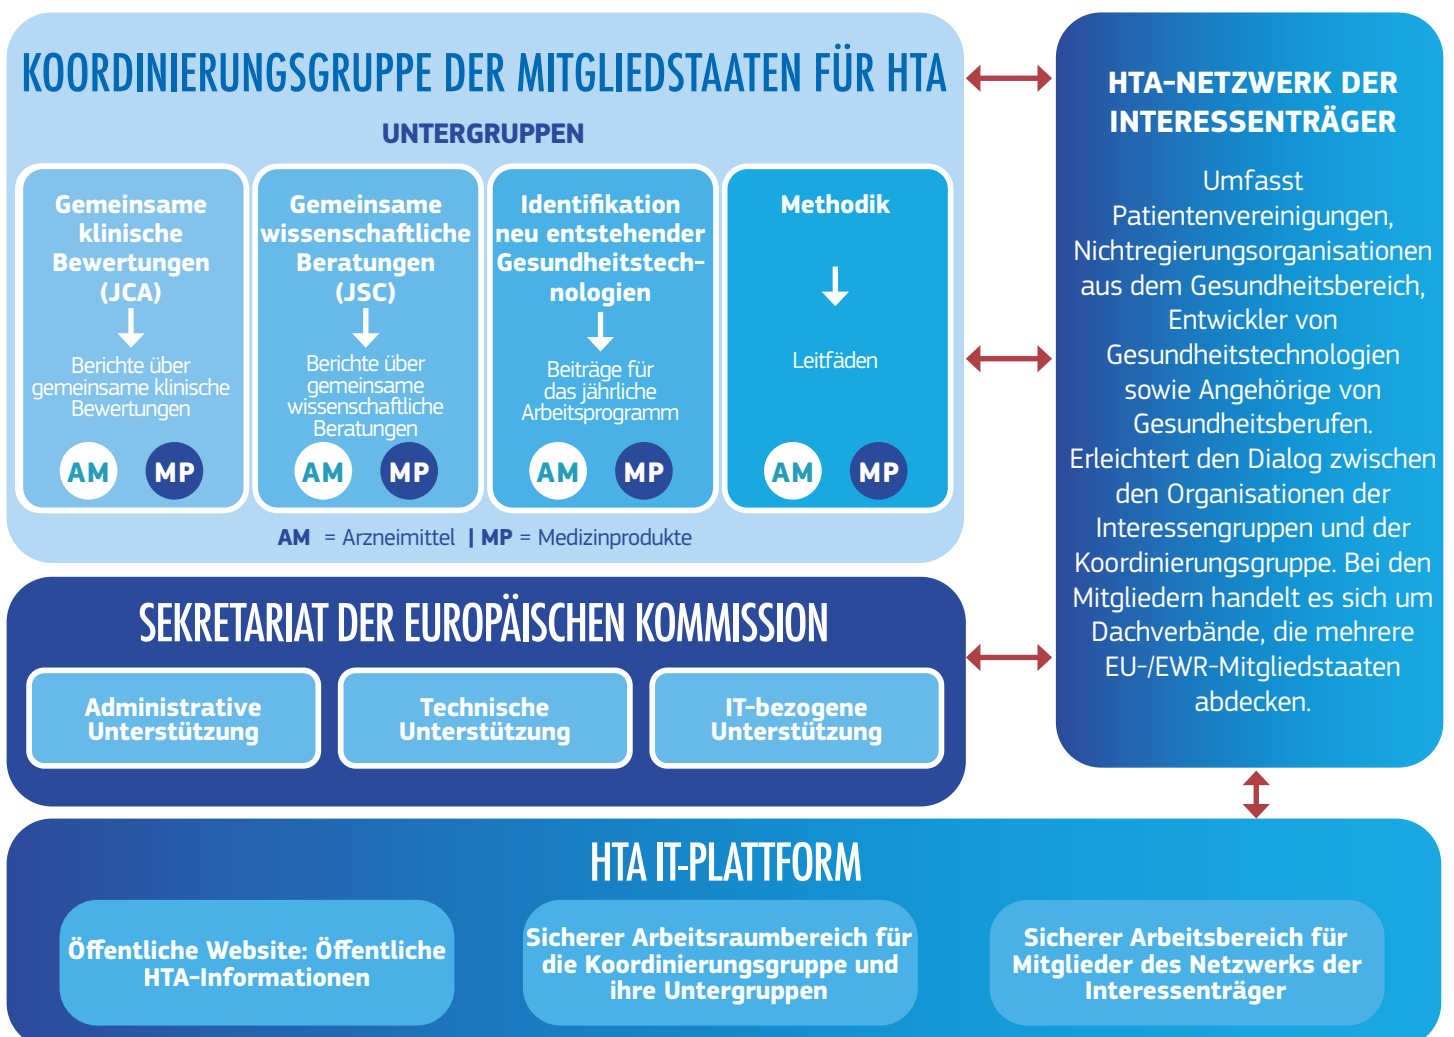 KOORDINIERUNGSGRUPPE DER MITGLIEDSTAATEN FÜR HTA
UNTERGRUPPEN
Gemeinsame
klinische
Bewertungen
(JCA)
Berichte über
gemeinsame klinische
Bewertungen
AM MP
Gemeinsame
wissenschaftliche
Beratungen
(JSC)
Berichte über
gemeinsame
wissenschaftliche
Beratungen
AM MP
Identifikation
neu entstehender
Gesundheitstech-
nologien
Beiträge für
das jährliche
Arbeitsprogramm
AM MP
Methodik
Leitfäden
AM MP
AM = Arzneimittel | MP = Medizinprodukte
HTA-NETZWERK DER
INTERESSENTRÄGER
Umfasst
Patientenvereinigungen,
Nichtregierungsorganisationen
aus dem Gesundheitsbereich,
Entwickler von
Gesundheitstechnologien
sowie Angehörige von
Gesundheitsberufen.
Erleichtert den Dialog zwischen
den Organisationen der
Interessengruppen und der
Koordinierungsgruppe. Bei den
Mitgliedern handelt es sich um
Dachverbände, die mehrere
EU-/EWR-Mitgliedstaaten
abdecken.
SEKRETARIAT DER EUROPÄISCHEN KOMMISSION
Administrative
Unterstützung
Technische
Unterstützung
IT-bezogene
Unterstützung
HTA IT-PLATTFORM
Öffentliche Website: Öffentliche
HTA-Informationen
Sicherer Arbeitsraumbereich für
die Koordinierungsgruppe und
ihre Untergruppen
Sicherer Arbeitsbereich für
Mitglieder des Netzwerks der
Interessenträger